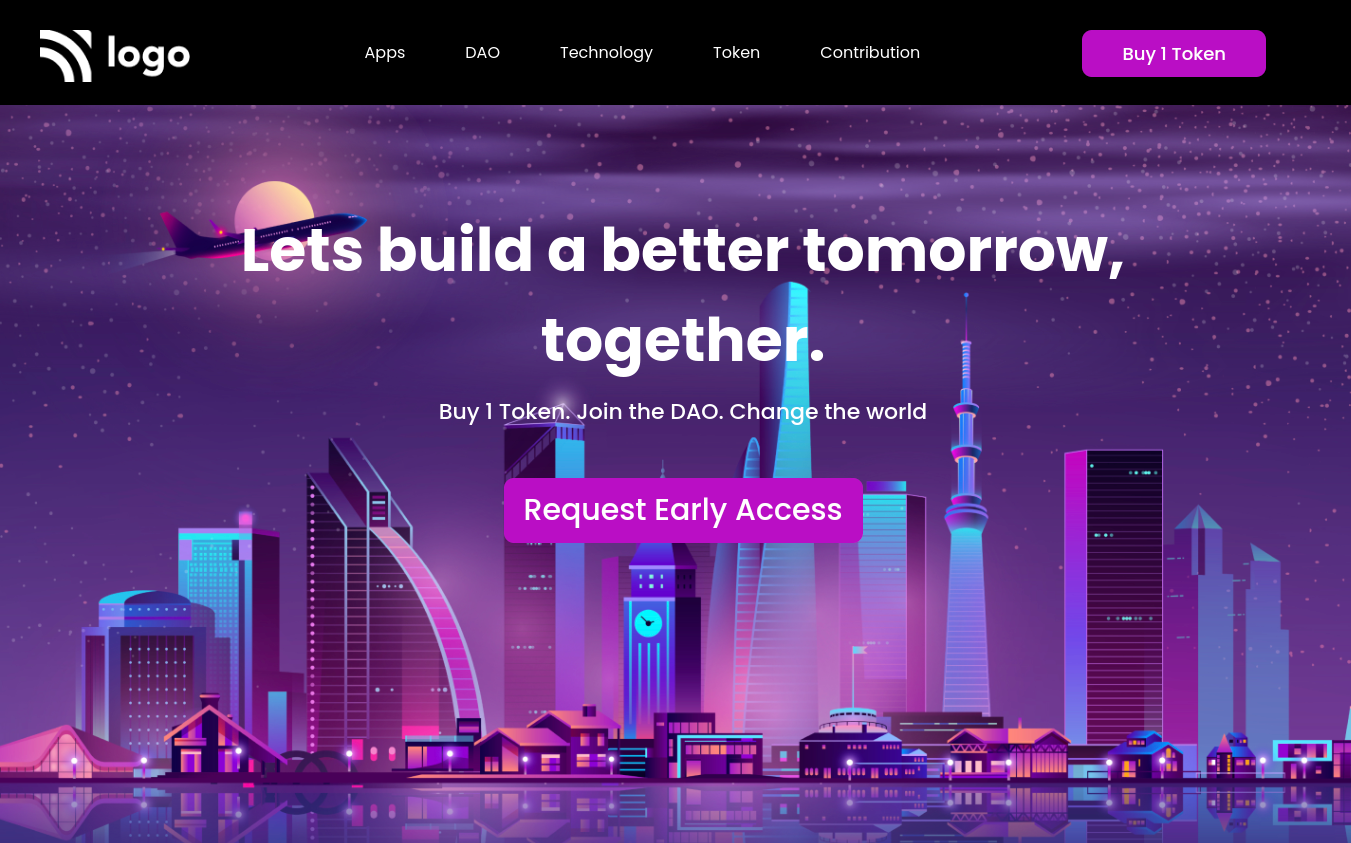 logo
Apps
DAO
Technology
Token
Contribution
Buy 1 Token
Lets build a better tomorrow,
together.
Buy 1 Token. Join the DAO. Change the world
Request Early Access